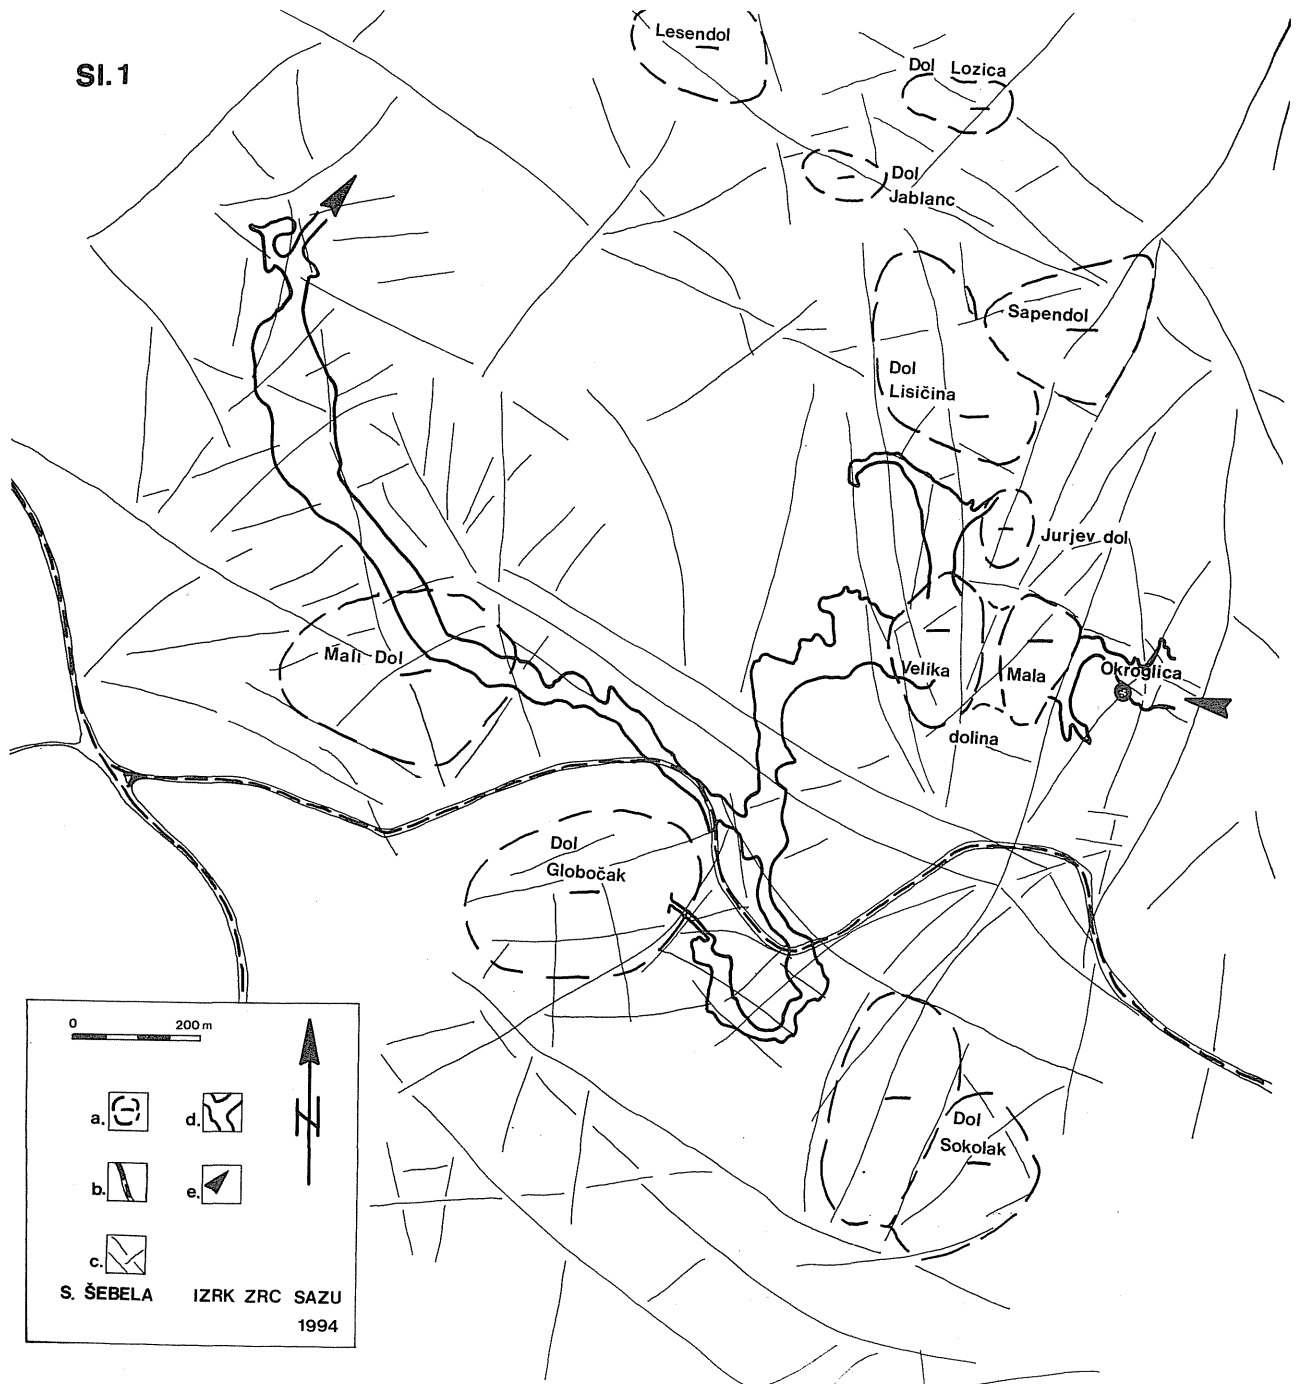 Sl.1
Lesendol
Dol Lozica
Dol
Jablanc
Sapendol
Dol
Lisičina
Jurjev dol
Mali Dol
Velika
Mala
Okroglica
dolina
Dol
Globočak
Dol
Sokolak
0 200 m
a. d.
b. e.
c.
N
S. ŠEBELA IZRK ZRC SAZU
1994